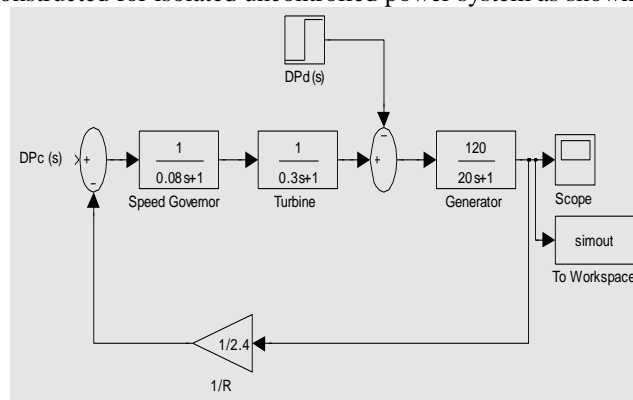 onstructed for isolated uncontrolled power system as shown
DPd (s)
DPc (s)
+
−
1
0.08s+1
Speed Governor
1
0.3s+1
Turbine
−
+
120
20s+1
Generator
Scope
simout
To Workspace
1/2.4
1/R